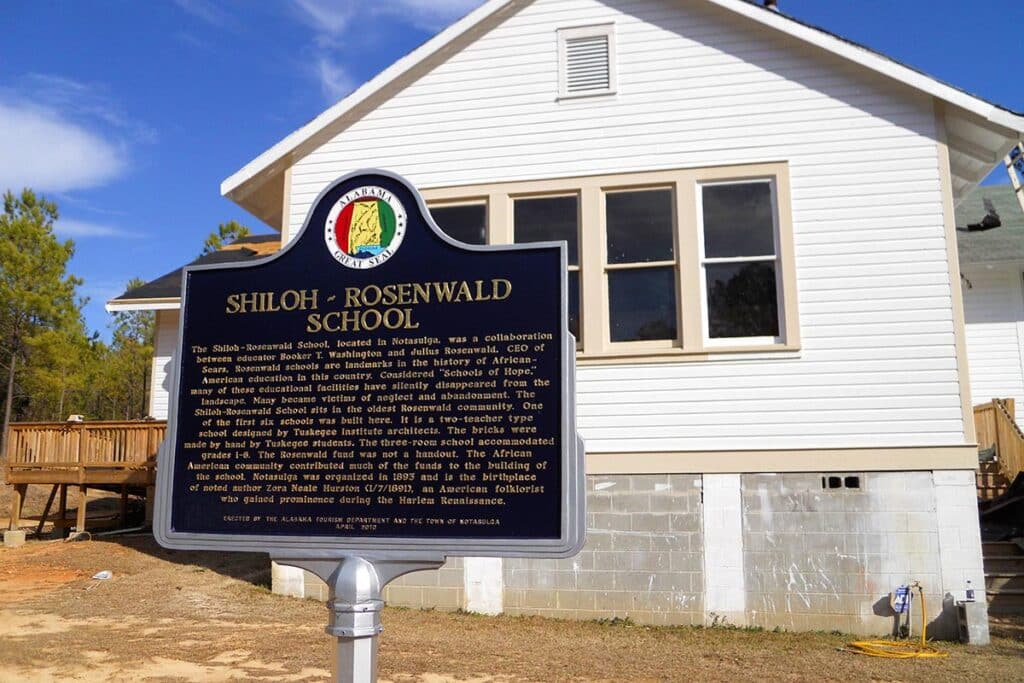 ALABAMA
GREAT SEAL
SHILOH - ROSENWALD
SCHOOL
The Shiloh-Rosenwald School, located in Notasulga, was a collaboration
between educator Booker T. Washington and Julius Rosenwald, CEO of
Sears. Rosenwald schools are landmarks in the history of African-
American education in this country. Considered "Schools of Hope,"
many of these educational facilities have silently disappeared from the
landscape. Many became victims of neglect and abandonment. The
Shiloh-Rosenwald School sits in the oldest Rosenwald community. One
of the first six schools was built here. It is a two-teacher type
school designed by Tuskegee Institute architects. The bricks were
made by hand by Tuskegee students. The three-room school accommodated
grades 1-6. The Rosenwald fund was not a handout. The African
American community contributed much of the funds to the building of
the school. Notasulga was organized in 1893 and is the birthplace
of noted author Zora Neale Hurston (1/7/1891), an American folklorist
who gained prominence during the Harlem Renaissance.
ERECTED BY THE ALABAMA TOURISM DEPARTMENT AND THE TOWN OF NOTASULGA
APRIL 2010
ADT